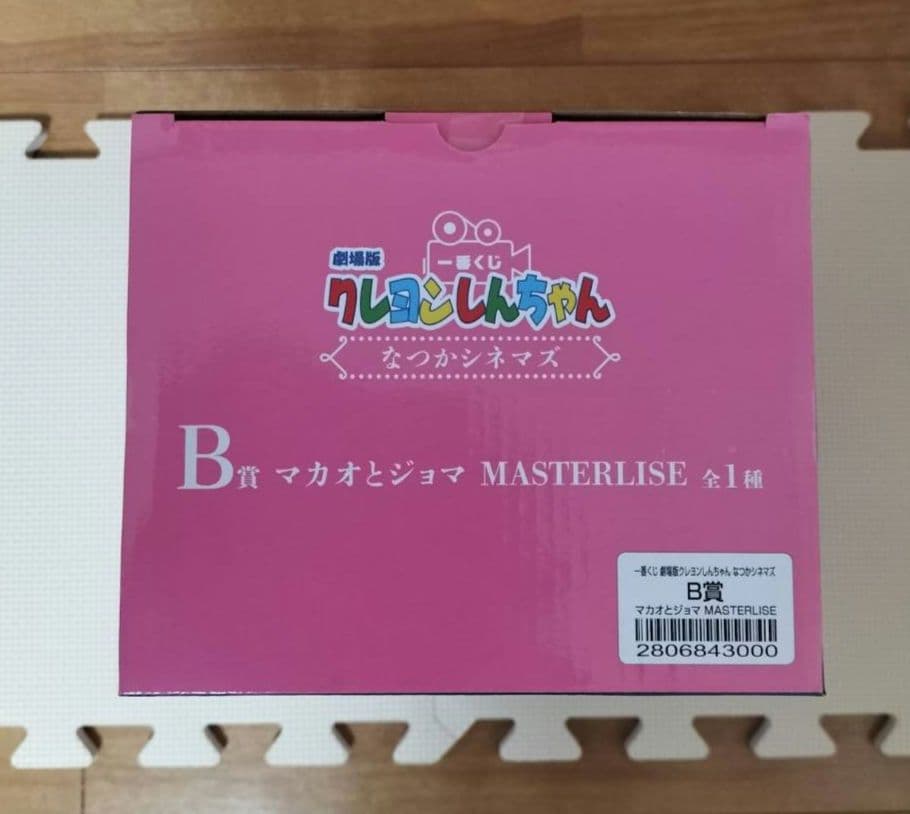 一番くじ
劇場版
クレヨンしんちゃん
なつかシネマズ
B賞 マカオとジョマ MASTERLISE 全1種
一番くじ 劇場版クレヨンしんちゃん なつかシネマズ
B賞
マカオとジョマ MASTERLISE
2806843000